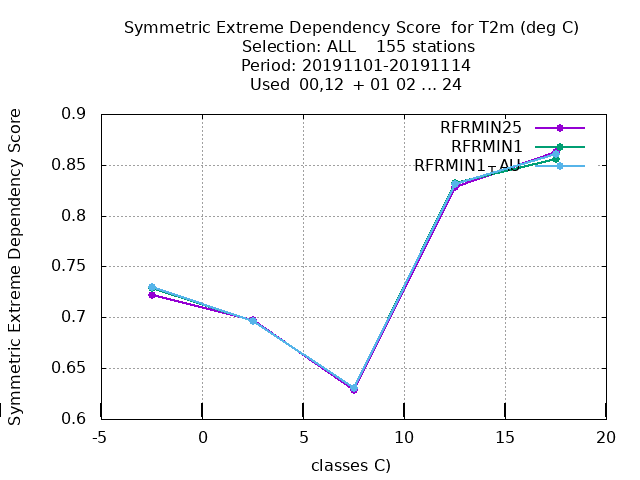 Symmetric Extreme Dependency Score for T2m (deg C)
Selection: ALL 155 stations
Period: 20191101-20191114
Used 00,12 + 01 02 ... 24
Symmetric Extreme Dependency Score
0.9
0.85
0.8
0.75
0.7
0.65
0.6
RFRMIN25
RFRMIN1
RFRMIN1
-5
0
5
10
15
20
classes C)